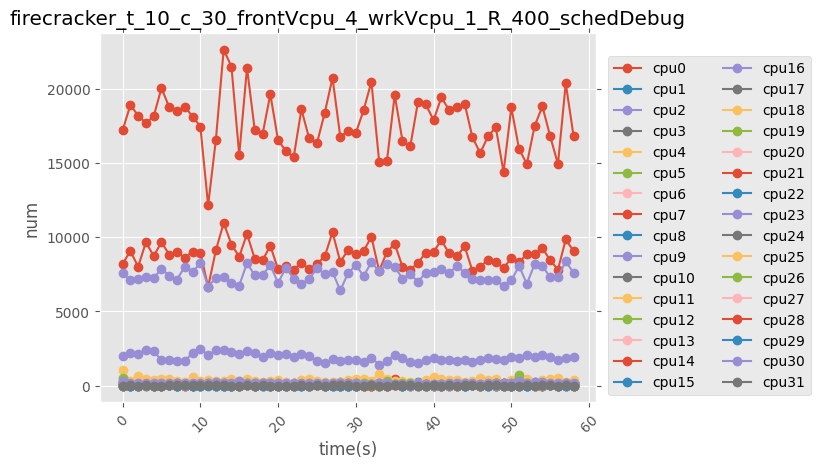 firecracker_t_10_c_30_frontVcpu_4_wrkVcpu_1_R_400_schedDebug
20000
15000
10000
5000
0
num
0 10 20 30 40 50 60
time(s)
cpu0 cpu16
cpu1 cpu17
cpu2 cpu18
cpu3 cpu19
cpu4 cpu20
cpu5 cpu21
cpu6 cpu22
cpu7 cpu23
cpu8 cpu24
cpu9 cpu25
cpu10 cpu26
cpu11 cpu27
cpu12 cpu28
cpu13 cpu29
cpu14 cpu30
cpu15 cpu31